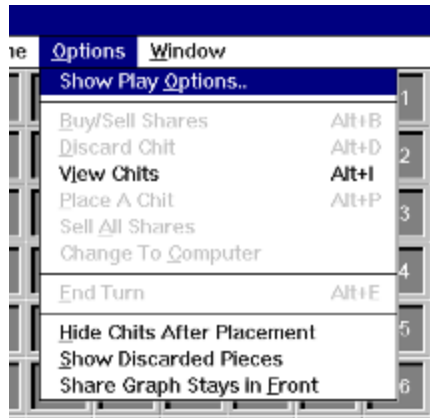 ne Options Window
Show Play Options..
1
Buy/Sell Shares Alt+B
Discard Chit Alt+D
2
View Chits Alt+I
Place A Chit Alt+P
3
Sell All Shares
Change To Computer
4
End Turn Alt+E
Hide Chits After Placement
5
Show Discarded Pieces
Share Graph Stays in Front
6